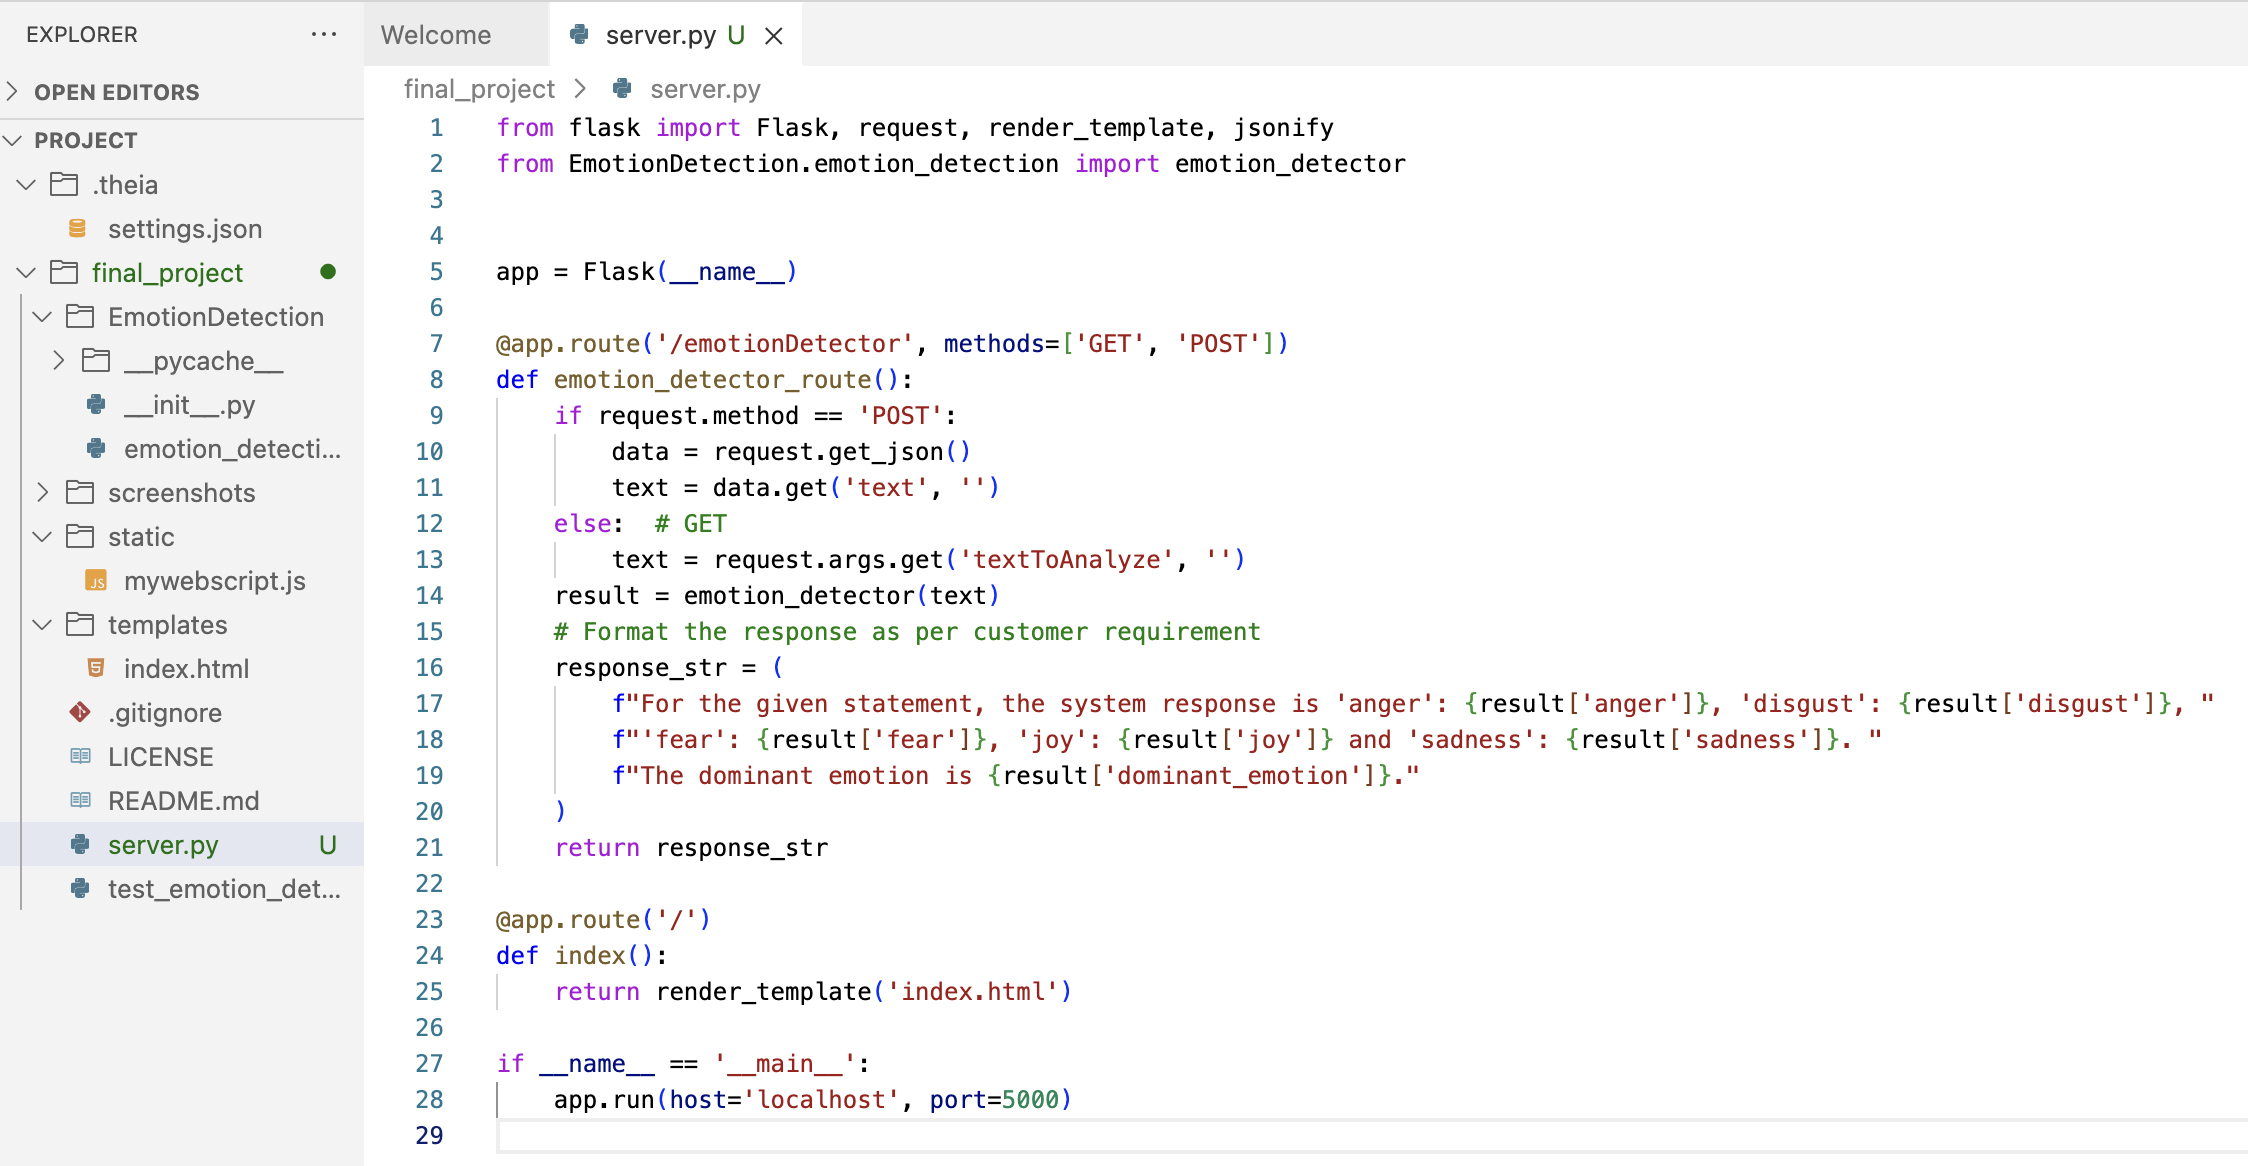 EXPLORER ...
OPEN EDITORS
PROJECT
.theia
settings.json
final_project
EmotionDetection
__pycache__
__init__.py
emotion_detecti...
screenshots
static
JS mywebscript.js
templates
index.html
.gitignore
LICENSE
README.md
server.py U
test_emotion_det...
Welcome
server.py U
final_project > server.py
1 from flask import Flask, request, render_template, jsonify
2 from EmotionDetection.emotion_detection import emotion_detector
3
4
5 app = Flask(__name__)
6
7 @app.route('/emotionDetector', methods=['GET', 'POST'])
8 def emotion_detector_route():
9     if request.method == 'POST':
10         data = request.get_json()
11         text = data.get('text', '')
12     else:  # GET
13         text = request.args.get('textToAnalyze', '')
14     result = emotion_detector(text)
15     # Format the response as per customer requirement
16     response_str = (
17         f"For the given statement, the system response is 'anger': {result['anger']}, 'disgust': {result['disgust']}, "
18         f"'fear': {result['fear']}, 'joy': {result['joy']} and 'sadness': {result['sadness']}. "
19         f"The dominant emotion is {result['dominant_emotion']}."
20     )
21     return response_str
22
23 @app.route('/')
24 def index():
25     return render_template('index.html')
26
27 if __name__ == '__main__':
28     app.run(host='localhost', port=5000)
29